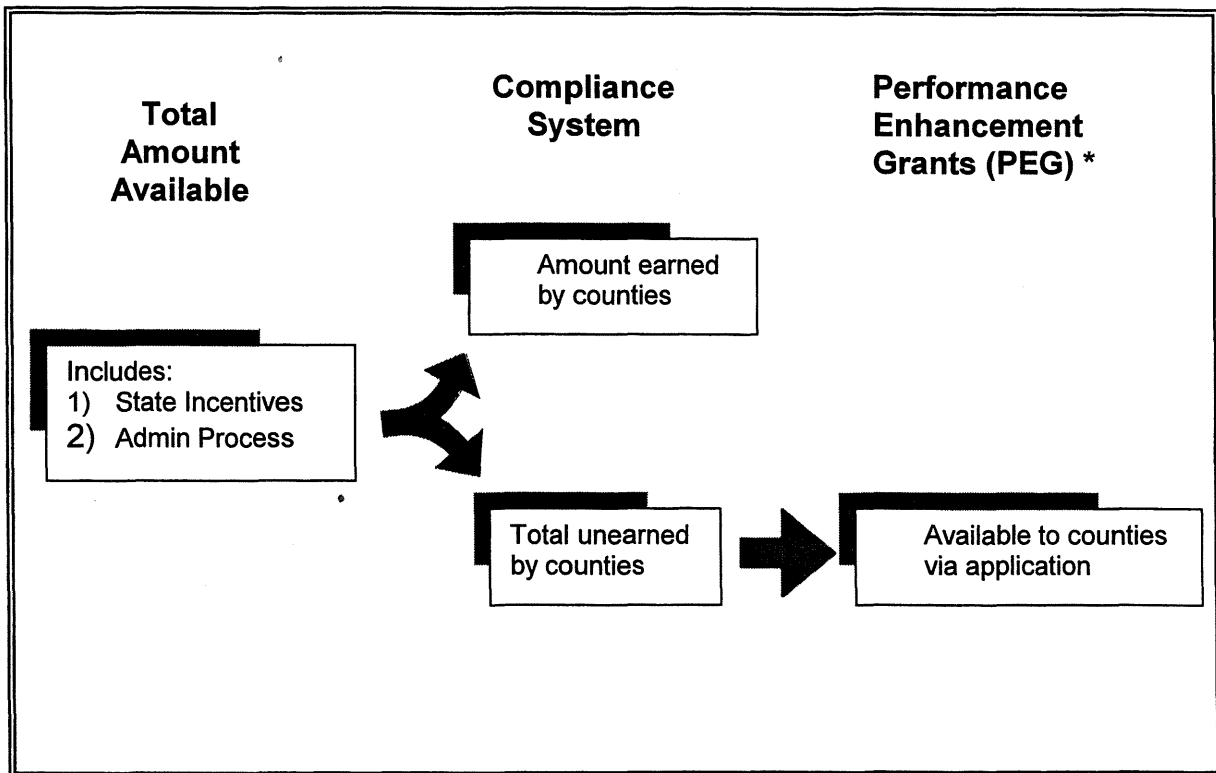 Total
Amount
Available
Compliance
System
Performance
Enhancement
Grants (PEG) *
Includes:
1) State Incentives
2) Admin Process
Amount earned
by counties
Total unearned
by counties
Available to counties
via application